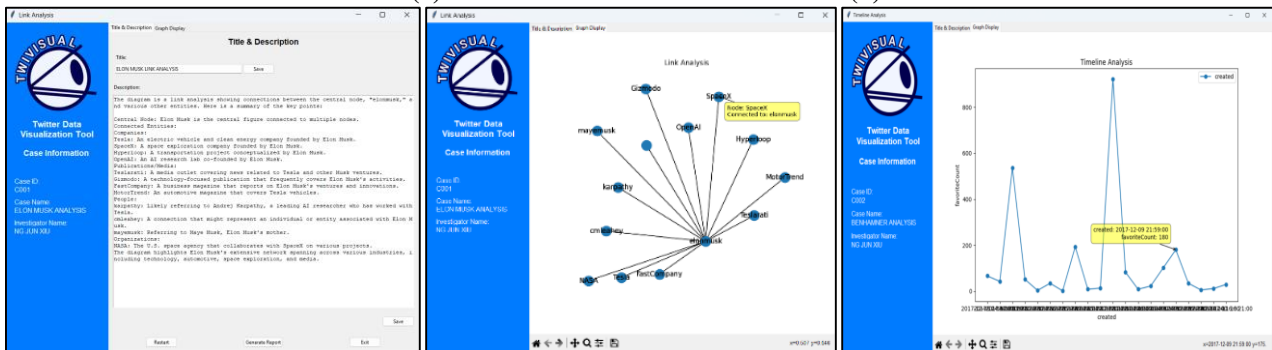 Link Analysis
TWIVISUAL
Twitter Data
Visualization Tool
Case Information
Case ID:
C001
Case Name:
ELON MUSK ANALYSIS
Investigator Name:
NG JUN XIU
Title & Description Graph Display
Title & Description
Title:
ELON MUSK LINK ANALYSIS
Save
Description:
The diagram is a link analysis showing connections between the central node, "elonmusk," a
nd various other entities. Here is a summary of the key points:
Central Node: Elon Musk is the central figure connected to multiple nodes.
Connected Entities:
Companies:
Tesla: An electric vehicle and clean energy company founded by Elon Musk.
SpaceX: A space exploration company founded by Elon Musk.
Hyperloop: A transportation project conceptualized by Elon Musk.
OpenAI: An AI research lab co-founded by Elon Musk.
Publications/Media:
Teslarati: A media outlet covering news related to Tesla and other Musk ventures.
Gizmodo: A technology-focused publication that frequently covers Elon Musk's activities.
FastCompany: A business magazine that reports on Elon Musk's ventures and innovations.
MotorTrend: An automotive magazine that covers Tesla vehicles.
People:
karpathy: Likely referring to Andrej Karpathy, a leading AI researcher who has worked with
Tesla.
cmleahey: A connection that might represent an individual or entity associated with Elon M
usk.
mayemusk: Referring to Maye Musk, Elon Musk's mother.
Organizations:
NASA: The U.S. space agency that collaborates with SpaceX on various projects.
The diagram highlights Elon Musk's extensive network spanning across various industries, i
ncluding technology, automotive, space exploration, and media.
Save
Restart
Generate Report
Exit
Link Analysis
TWIVISUAL
Twitter Data
Visualization Tool
Case Information
Case ID:
C001
Case Name:
ELON MUSK ANALYSIS
Investigator Name:
NG JUN XIU
Title & Description Graph Display
Link Analysis
Gizmodo
SpaceX
Node: SpaceX
Connected to: elonmusk
mayemusk
OpenAI
Hyperloop
MotorTrend
karpathy
Teslarati
elonmusk
NASA
Tesla
FastCompany
Timeline Analysis
TWIVISUAL
Twitter Data
Visualization Tool
Case Information
Case ID:
C002
Case Name:
BENHAMNER ANALYSIS
Investigator Name:
NG JUN XIU
Title & Description Graph Display
Timeline Analysis
created
800
600
400
200
0
favoriteCount
created: 2017-12-09 21:59:00
favoriteCount: 180
created
x=2017-12-09 21:59:00 y=175.